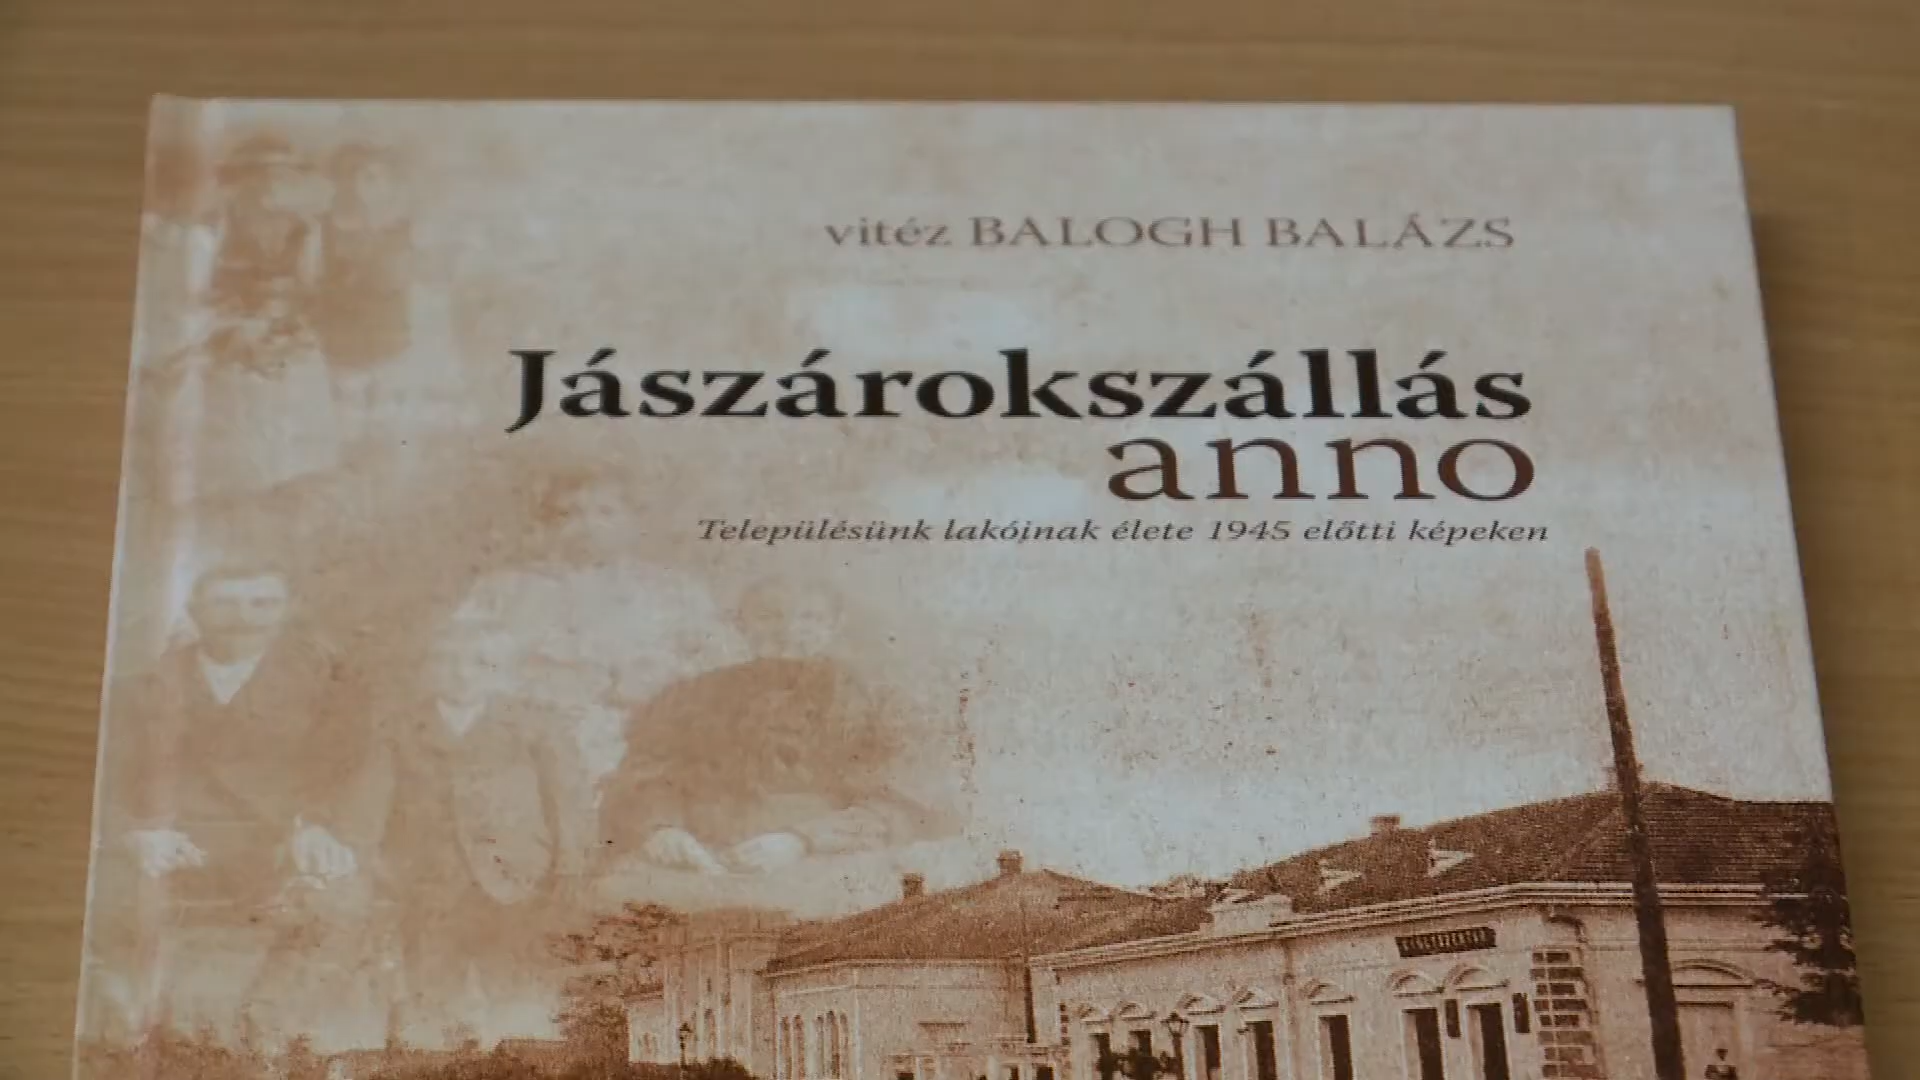 vitéz BALOGH BALÁZS
Jászárokszállás
anno
Településünk lakóinak élete 1945 előtti képeken